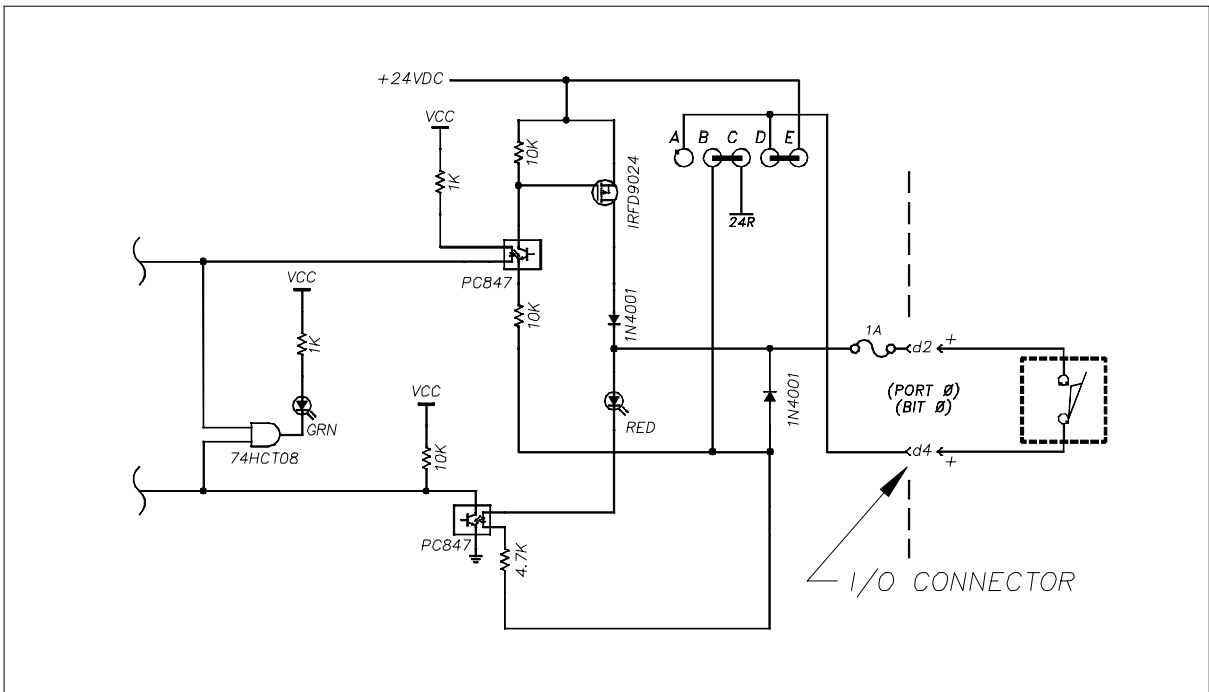 +24VDC
VCC
10K
1K
IRFD9024
A B C D E
24R
PC847
VCC
10K
1N4001
1K
1A
d2 +
(PORT Ø)
(BIT Ø)
VCC
GRN
RED
1N4001
74HCT08
10K
d4 +
PC847
4.7K
I/O CONNECTOR